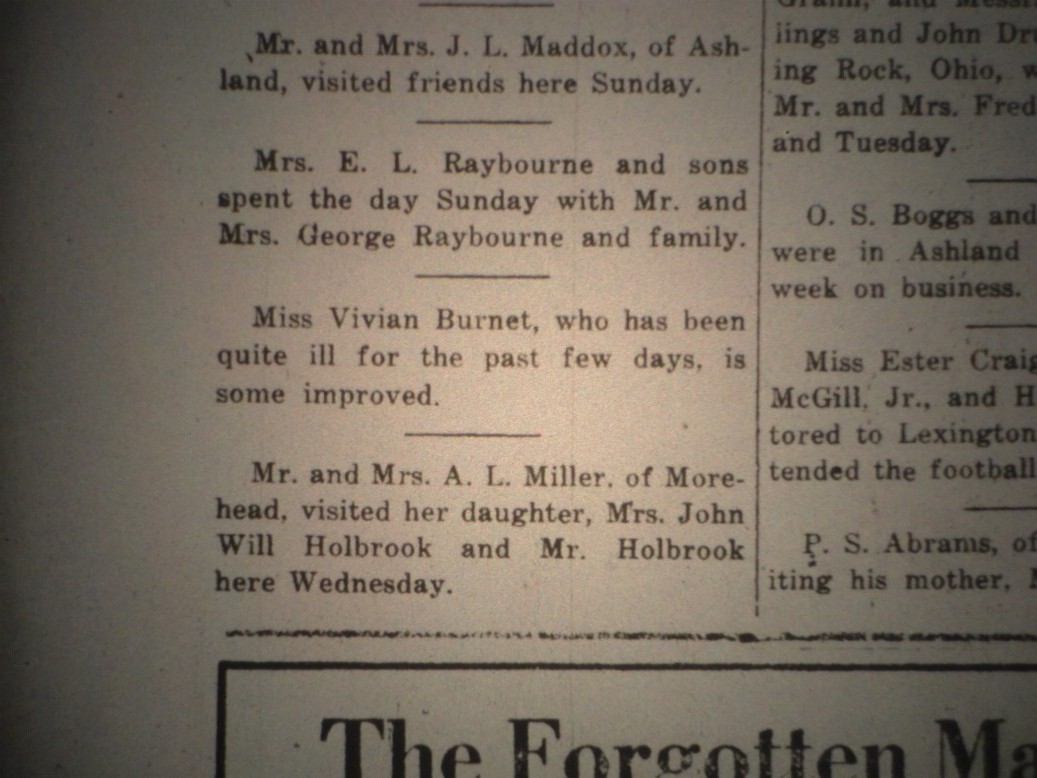 Mr. and Mrs. J. L. Maddox, of Ash-
land, visited friends here Sunday.
Mrs. E. L. Raybourne and sons
spent the day Sunday with Mr. and
Mrs. George Raybourne and family.
Miss Vivian Burnet, who has been
quite ill for the past few days, is
some improved.
Mr. and Mrs. A. L. Miller, of More-
head, visited her daughter, Mrs. John
Will Holbrook and Mr. Holbrook
here Wednesday.
lings and John
ing Rock, Ohio,
Mr. and Mrs. Fred
and Tuesday.
O. S. Boggs and
were in Ashland
week on business.
Miss Ester
McGill, Jr., and
tored to Lexington
tended the football
P. S. Abrams, of
iting his mother,
The Forgotten